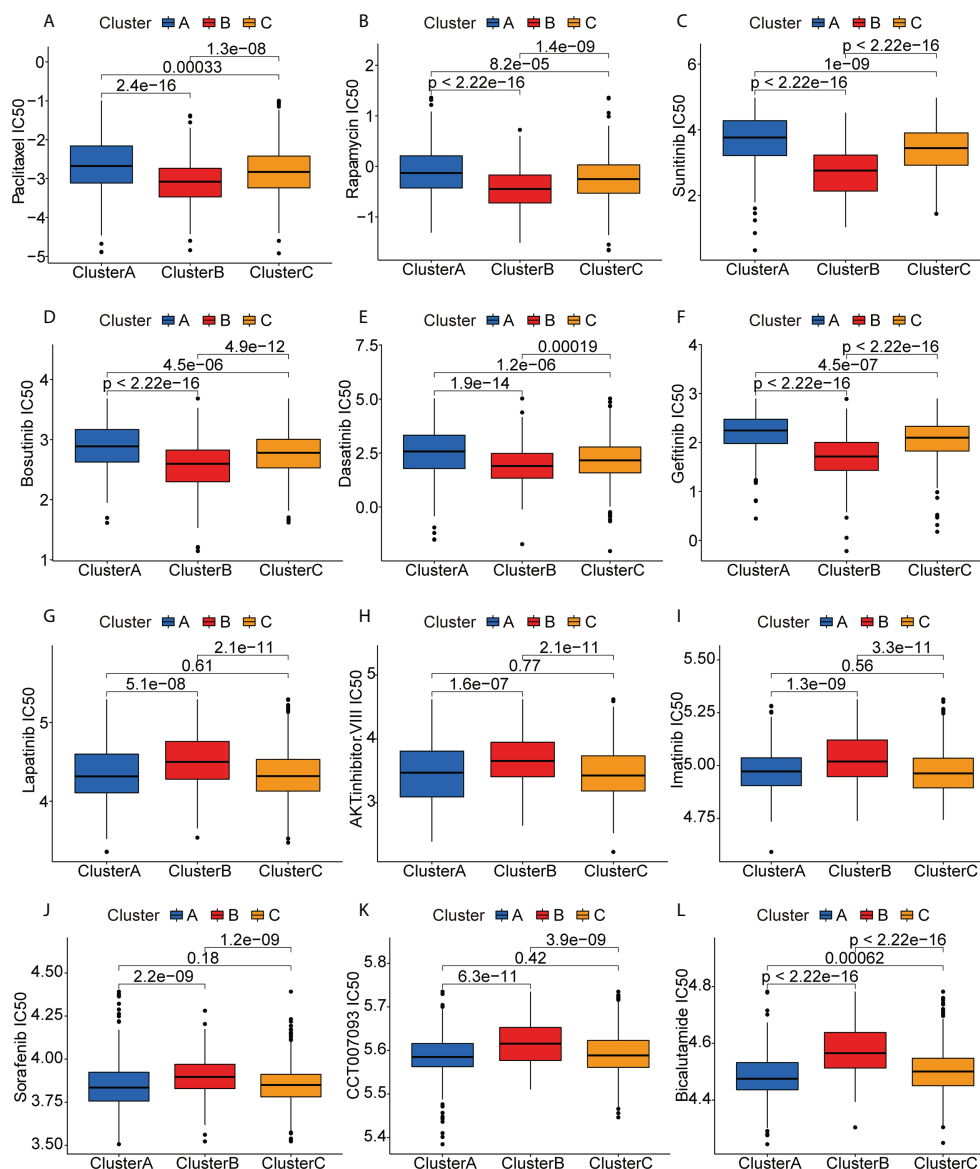 A
Cluster A B C
Paclitaxel IC50
0
−1
−2
−3
−4
−5
1.3e−08
0.00033
2.4e−16
ClusterA ClusterB ClusterC
B
Cluster A B C
Rapamycin IC50
2
1
0
−1
1.4e−09
8.2e−05
p < 2.22e−16
ClusterA ClusterB ClusterC
C
Cluster A B C
Sunitinib IC50
6
4
2
p < 2.22e−16
1e−09
p < 2.22e−16
ClusterA ClusterB ClusterC
D
Cluster A B C
Bosutinib IC50
4
3
2
1
4.9e−12
4.5e−06
p < 2.22e−16
ClusterA ClusterB ClusterC
E
Cluster A B C
Dasatinib IC50
7.5
5.0
2.5
0.0
0.00019
1.2e−06
1.9e−14
ClusterA ClusterB ClusterC
F
Cluster A B C
Gefitinib IC50
4
3
2
1
0
p < 2.22e−16
4.5e−07
p < 2.22e−16
ClusterA ClusterB ClusterC
G
Cluster A B C
Lapatinib IC50
5
4
2.1e−11
0.61
5.1e−08
ClusterA ClusterB ClusterC
H
Cluster A B C
AKT.inhibitor.VIII IC50
5
4
3
2.1e−11
0.77
1.6e−07
ClusterA ClusterB ClusterC
I
Cluster A B C
Imatinib IC50
5.50
5.25
5.00
4.75
3.3e−11
0.56
1.3e−09
ClusterA ClusterB ClusterC
J
Cluster A B C
Sorafenib IC50
4.50
4.25
4.00
3.75
3.50
1.2e−09
0.18
2.2e−09
ClusterA ClusterB ClusterC
K
Cluster A B C
CCT007093 IC50
5.8
5.7
5.6
5.5
5.4
3.9e−09
0.42
6.3e−11
ClusterA ClusterB ClusterC
L
Cluster A B C
Bicalutamide IC50
4.8
4.6
4.4
p < 2.22e−16
0.00062
p < 2.22e−16
ClusterA ClusterB ClusterC